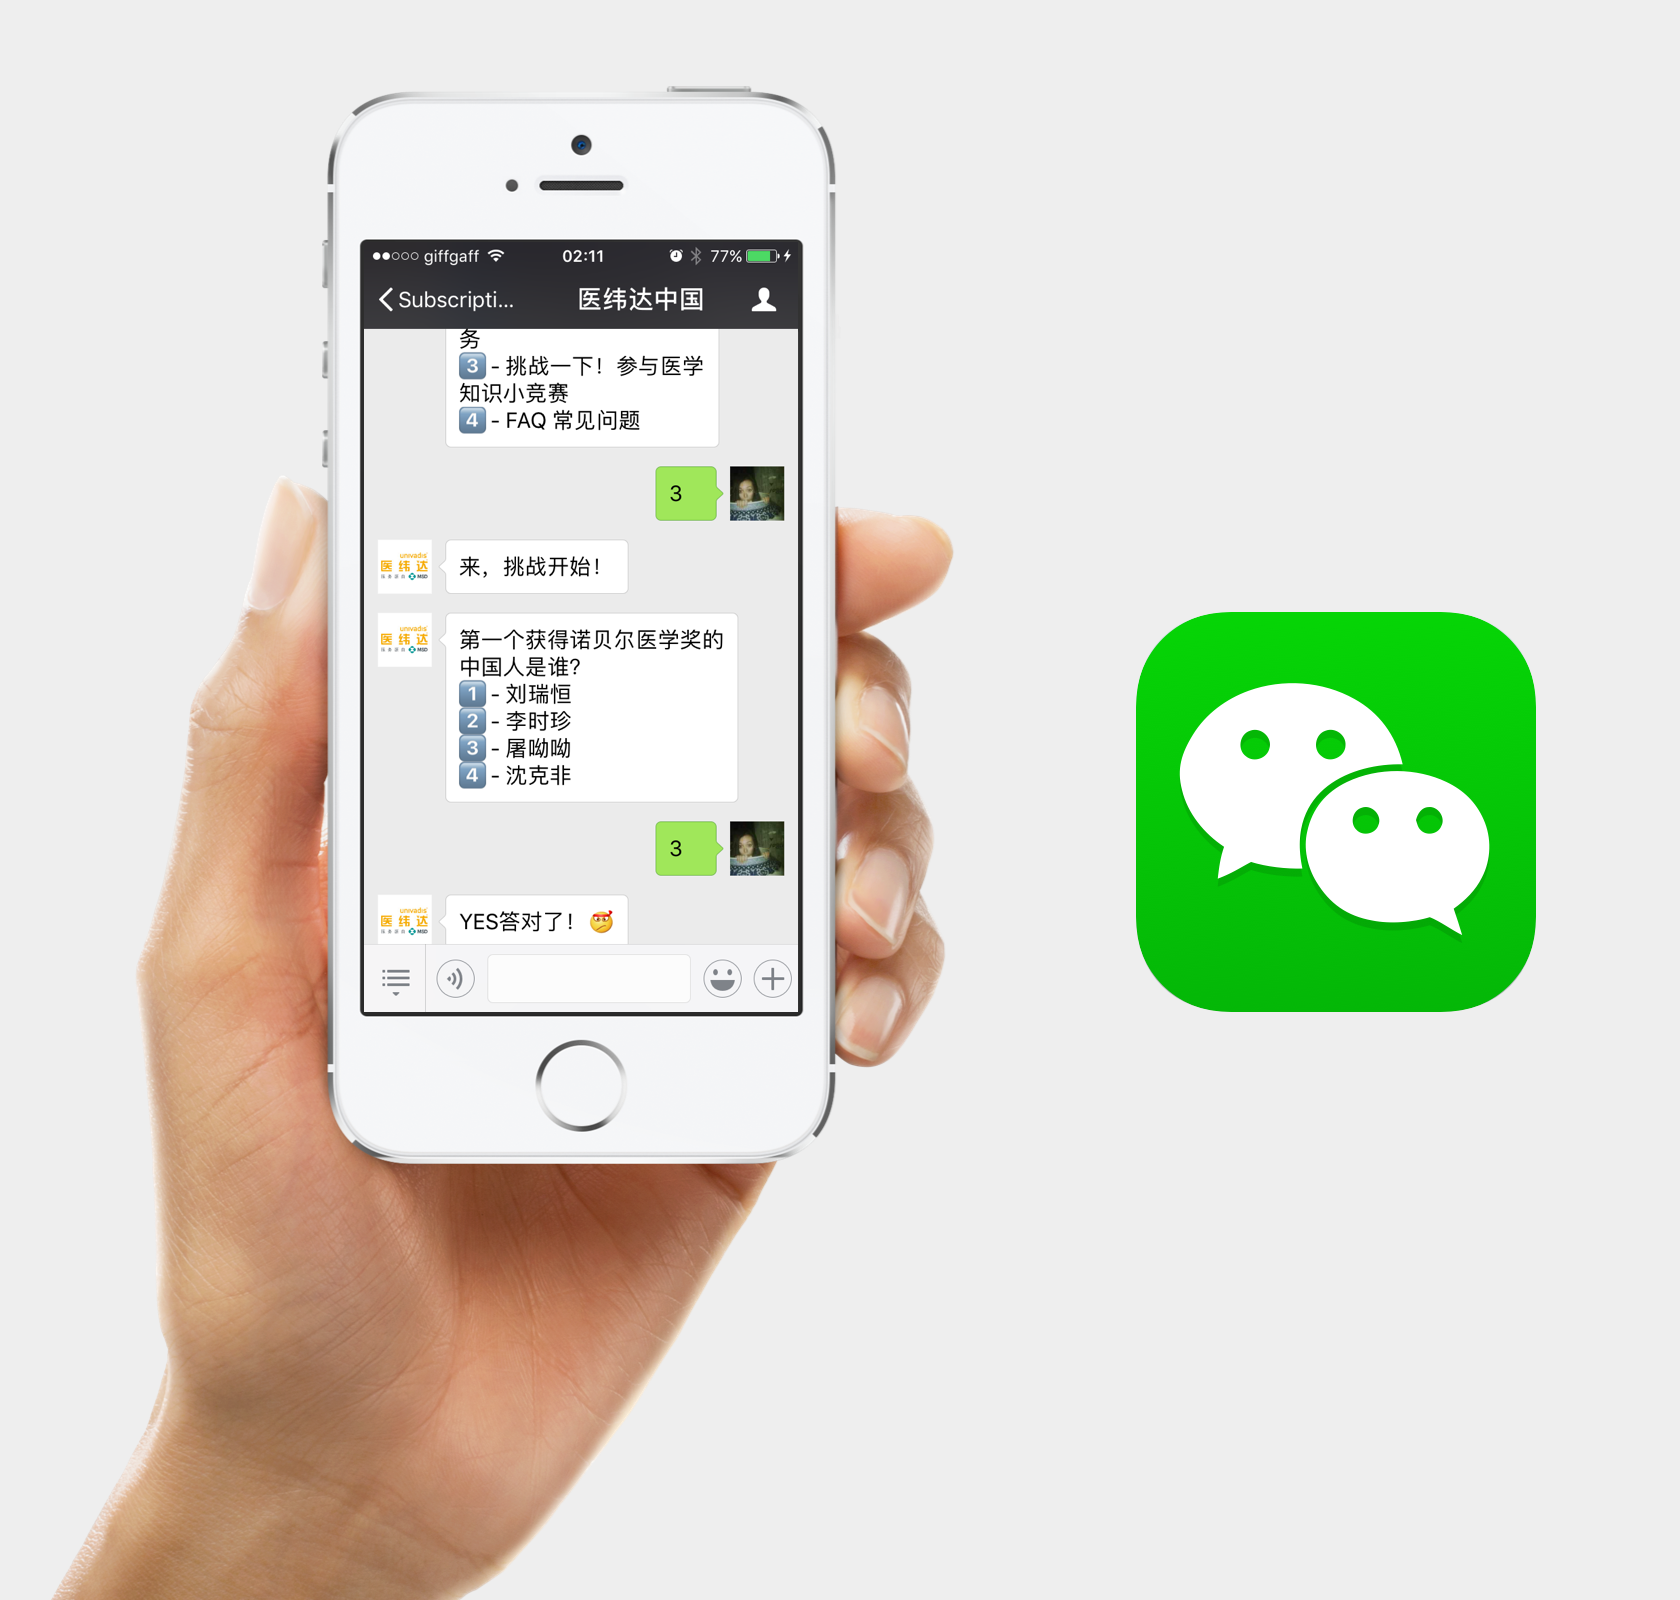 giffgaff 02:11 77%
Subscripti... 医纬达中国
务
3 - 挑战一下！参与医学
知识小竞赛
4 - FAQ 常见问题
3
univadis
医纬达
MSD
来，挑战开始！
univadis
医纬达
MSD
第一个获得诺贝尔医学奖的
中国人是谁?
1 - 刘瑞恒
2 - 李时珍
3 - 屠呦呦
4 - 沈克非
3
univadis
医纬达
MSD
YES答对了！